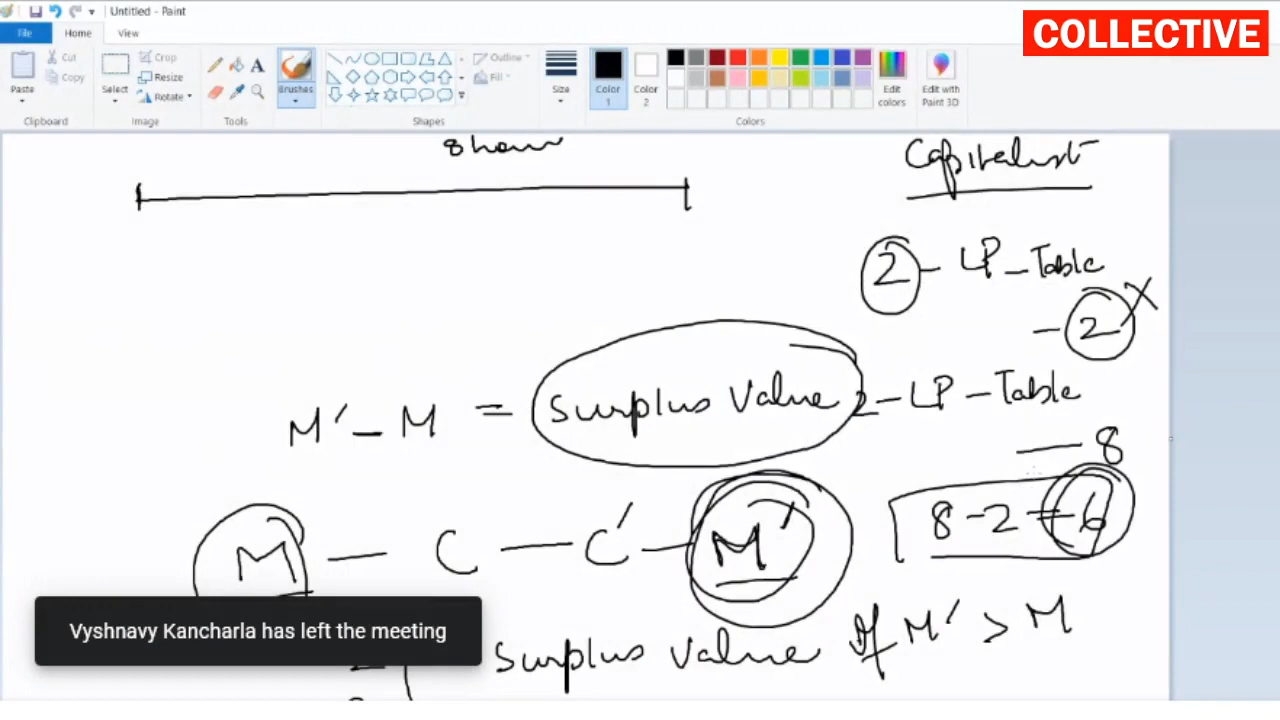 Untitled - Paint
COLLECTIVE
File
Home
View
Cut
Copy
Paste
Clipboard
Crop
Resize
Rotate
Select
Image
A
Tools
Brushes
Outline
Fill
Shapes
Size
Color 1
Color 2
Edit colors
Edit with Paint 3D
Colors
8 hour
Capitalist
2 - LP - Table
- 2 X
M' - M = Surplus Value
2 - LP - Table
— 8
8 - 2 = 6
M — C — C' — M'
Surplus value If M' > M
Vyshnavy Kancharla has left the meeting